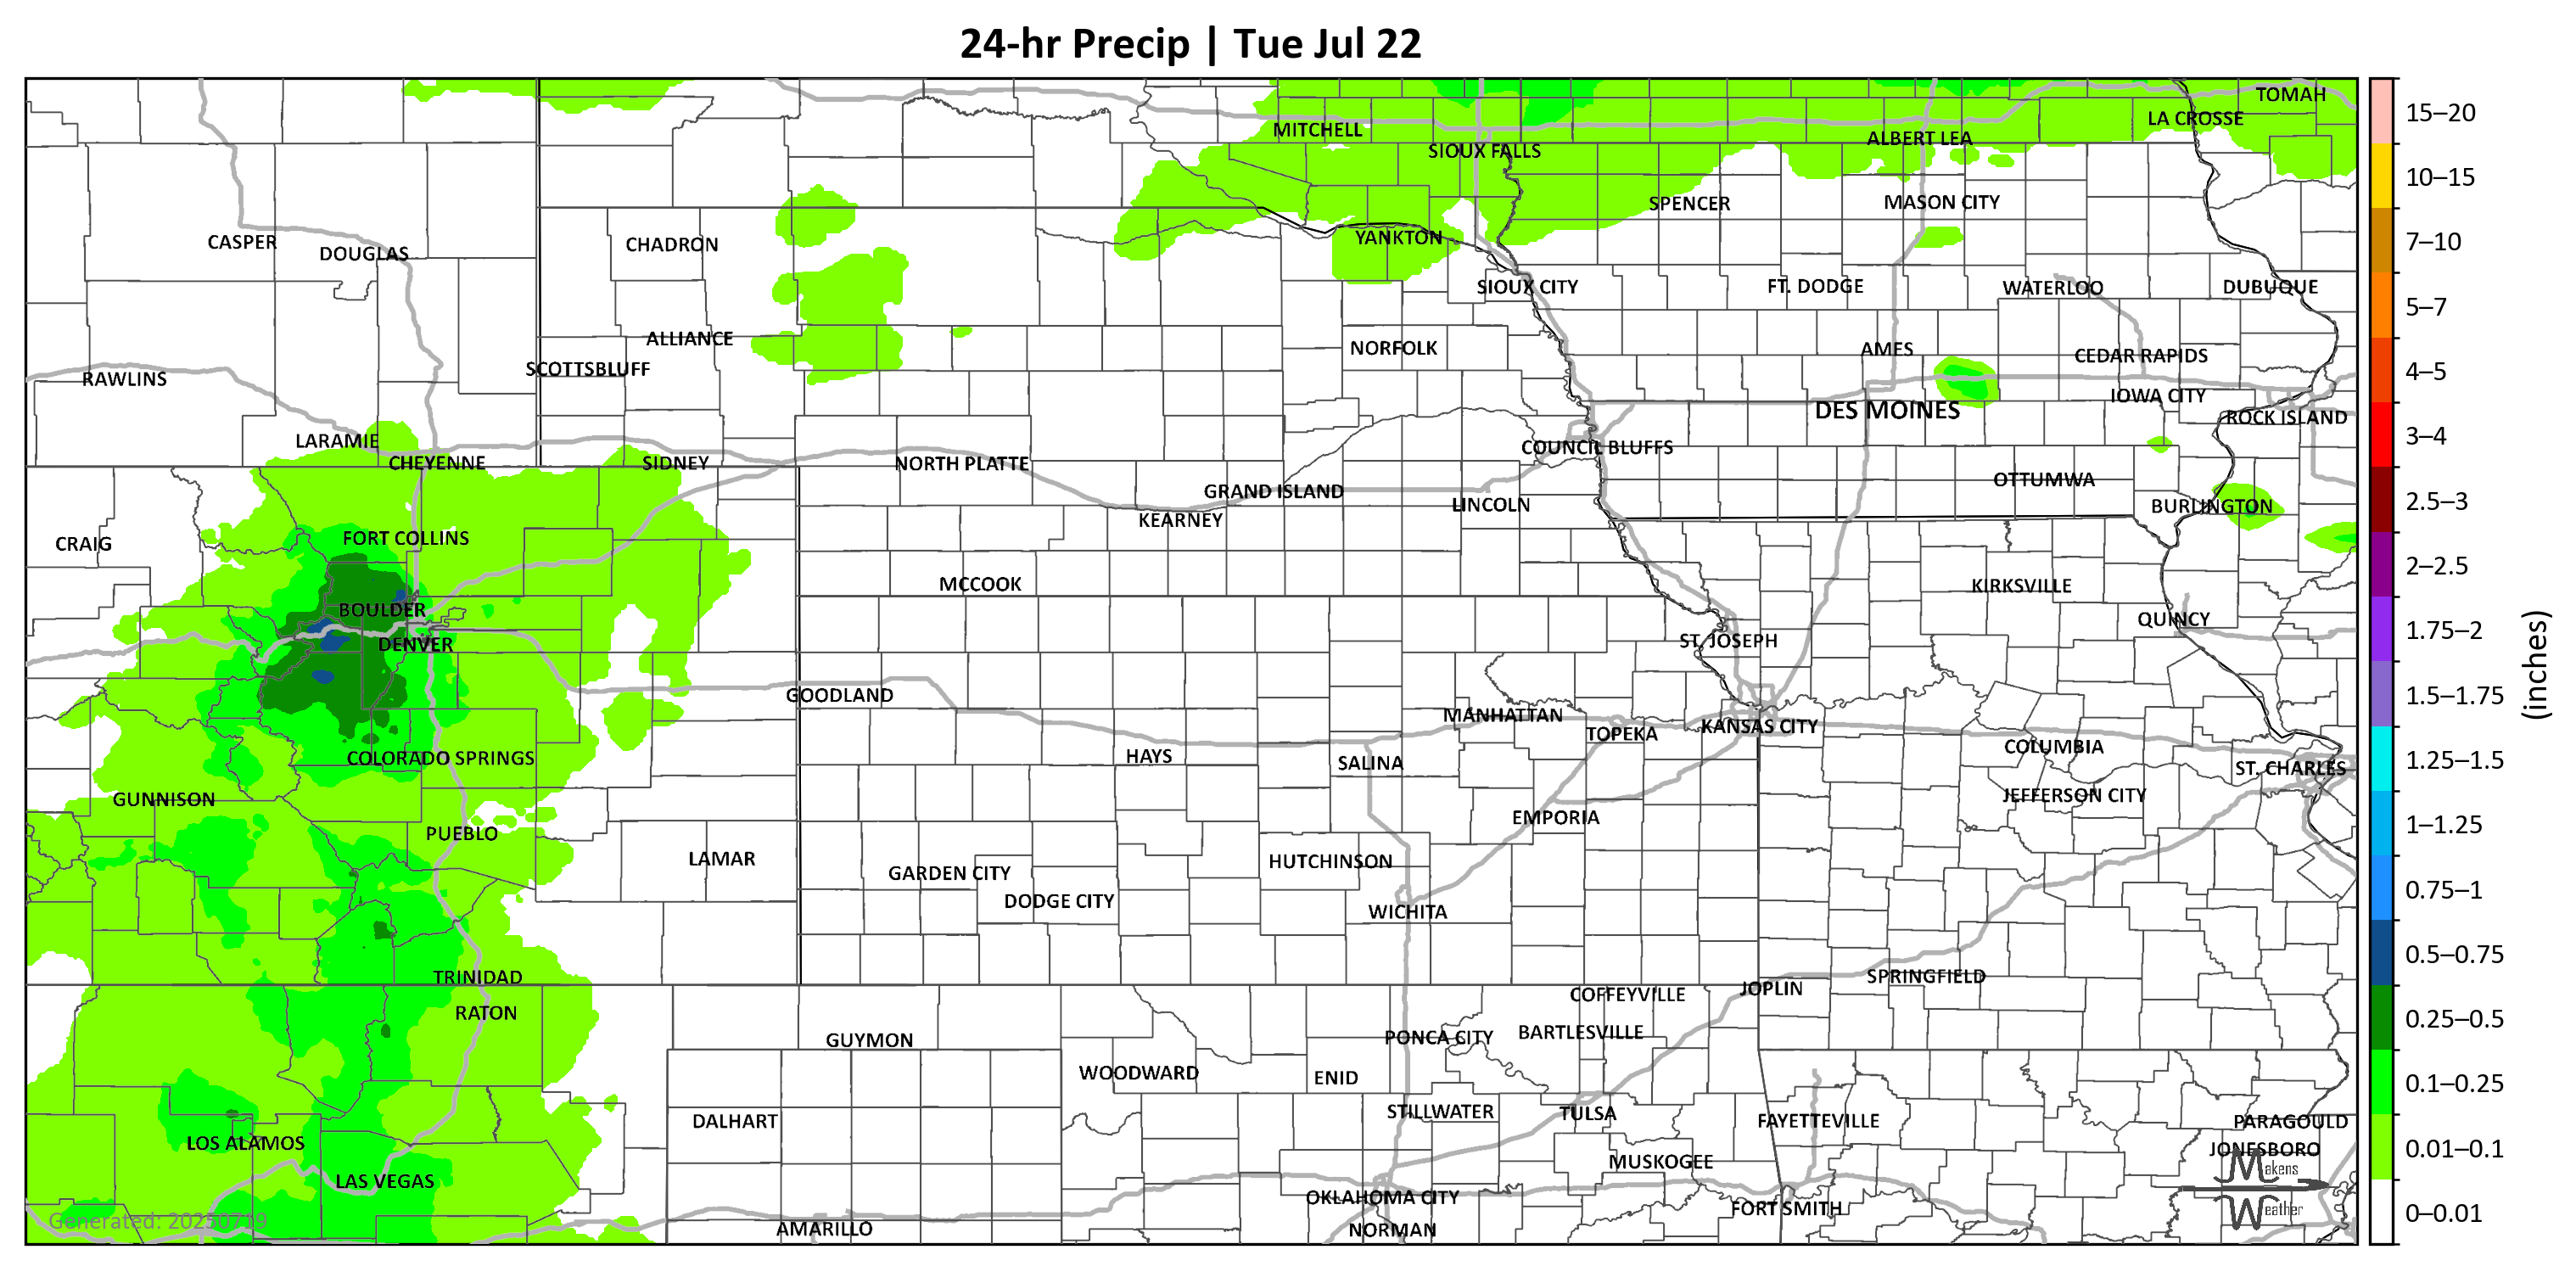 24-hr Precip | Tue Jul 22
TOMAH
LA CROSSE
MITCHELL
ALBERT LEA
SIOUX FALLS
SPENCER
MASON CITY
YANKTON
CASPER
CHADRON
DOUGLAS
SIOUX CITY
FT. DODGE
WATERLOO
DUBUQUE
ALLIANCE
NORFOLK
AMES
CEDAR RAPIDS
SCOTTSBLUFF
RAWLINS
IOWA CITY
DES MOINES
ROCK ISLAND
LARAMIE
COUNCIL BLUFFS
CHEYENNE
SIDNEY
NORTH PLATTE
OTTUMWA
GRAND ISLAND
LINCOLN
BURLINGTON
KEARNEY
FORT COLLINS
CRAIG
MCCOOK
KIRKSVILLE
BOULDER
QUINCY
DENVER
ST. JOSEPH
GOODLAND
MANHATTAN
KANSAS CITY
TOPEKA
COLUMBIA
COLORADO SPRINGS
HAYS
SALINA
ST. CHARLES
GUNNISON
JEFFERSON CITY
EMPORIA
PUEBLO
LAMAR
HUTCHINSON
GARDEN CITY
DODGE CITY
WICHITA
TRINIDAD
SPRINGFIELD
JOPLIN
COFFEYVILLE
RATON
BARTLESVILLE
PONCA CITY
GUYMON
WOODWARD
ENID
STILLWATER
TULSA
DALHART
FAYETTEVILLE
PARAGOULD
LOS ALAMOS
JONESBORO
MUSKOGEE
LAS VEGAS
OKLAHOMA CITY
FORT SMITH
AMARILLO
NORMAN
Generated: 20250719
Makens
Weather
15–20
10–15
7–10
5–7
4–5
3–4
2.5–3
2–2.5
1.75–2
1.5–1.75
1.25–1.5
1–1.25
0.75–1
0.5–0.75
0.25–0.5
0.1–0.25
0.01–0.1
0–0.01
(inches)